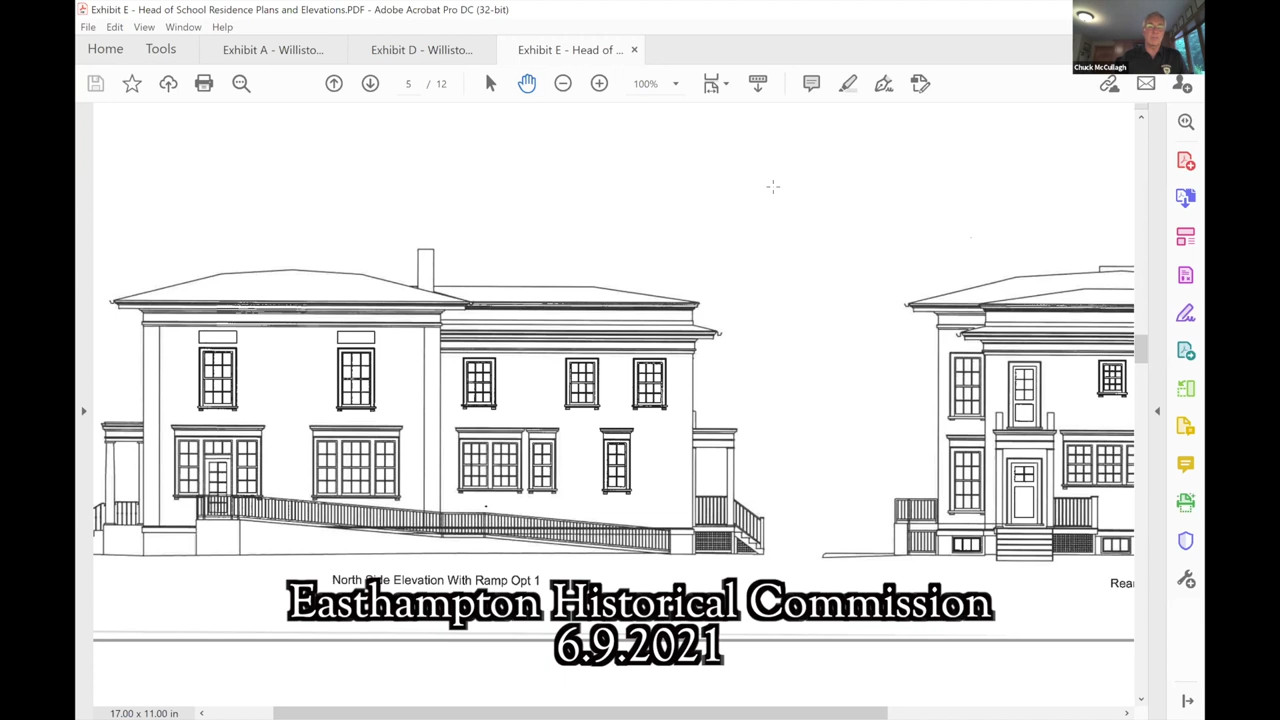 Exhibit E - Head of School Residence Plans and Elevations.PDF - Adobe Acrobat Pro DC (32-bit)
File Edit View Window Help
Home Tools Exhibit A - Willisto... Exhibit D - Willisto... Exhibit E - Head of ... ×
5 / 12 100%
Chuck McCullagh
North Side Elevation With Ramp Opt 1
Rear
Easthampton Historical Commission
6.9.2021
17.00 x 11.00 in